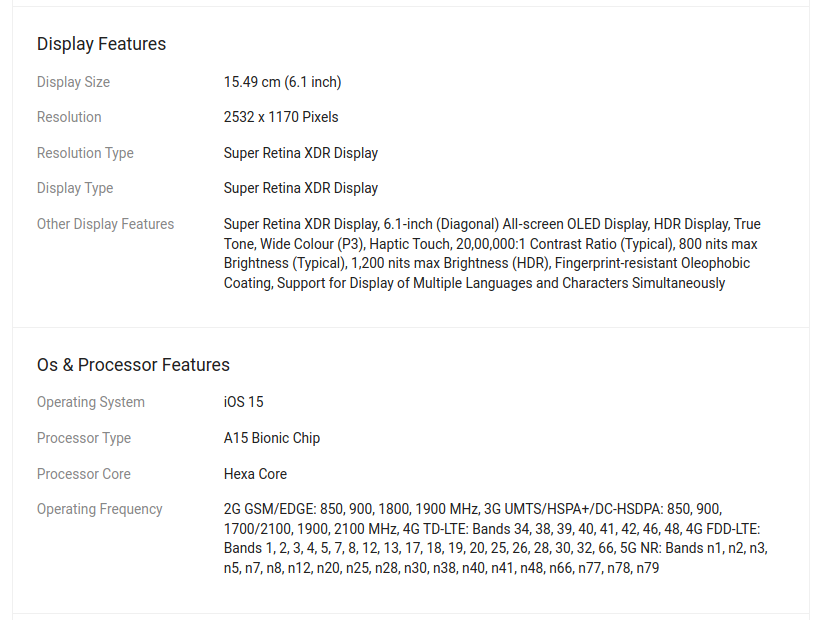 Display Features
Display Size 15.49 cm (6.1 inch)
Resolution 2532 x 1170 Pixels
Resolution Type Super Retina XDR Display
Display Type Super Retina XDR Display
Other Display Features Super Retina XDR Display, 6.1-inch (Diagonal) All-screen OLED Display, HDR Display, True
Tone, Wide Colour (P3), Haptic Touch, 20,00,000:1 Contrast Ratio (Typical), 800 nits max
Brightness (Typical), 1,200 nits max Brightness (HDR), Fingerprint-resistant Oleophobic
Coating, Support for Display of Multiple Languages and Characters Simultaneously
Os & Processor Features
Operating System iOS 15
Processor Type A15 Bionic Chip
Processor Core Hexa Core
Operating Frequency 2G GSM/EDGE: 850, 900, 1800, 1900 MHz, 3G UMTS/HSPA+/DC-HSDPA: 850, 900,
1700/2100, 1900, 2100 MHz, 4G TD-LTE: Bands 34, 38, 39, 40, 41, 42, 46, 48, 4G FDD-LTE:
Bands 1, 2, 3, 4, 5, 7, 8, 12, 13, 17, 18, 19, 20, 25, 26, 28, 30, 32, 66, 5G NR: Bands n1, n2, n3,
n5, n7, n8, n12, n20, n25, n28, n30, n38, n40, n41, n48, n66, n77, n78, n79